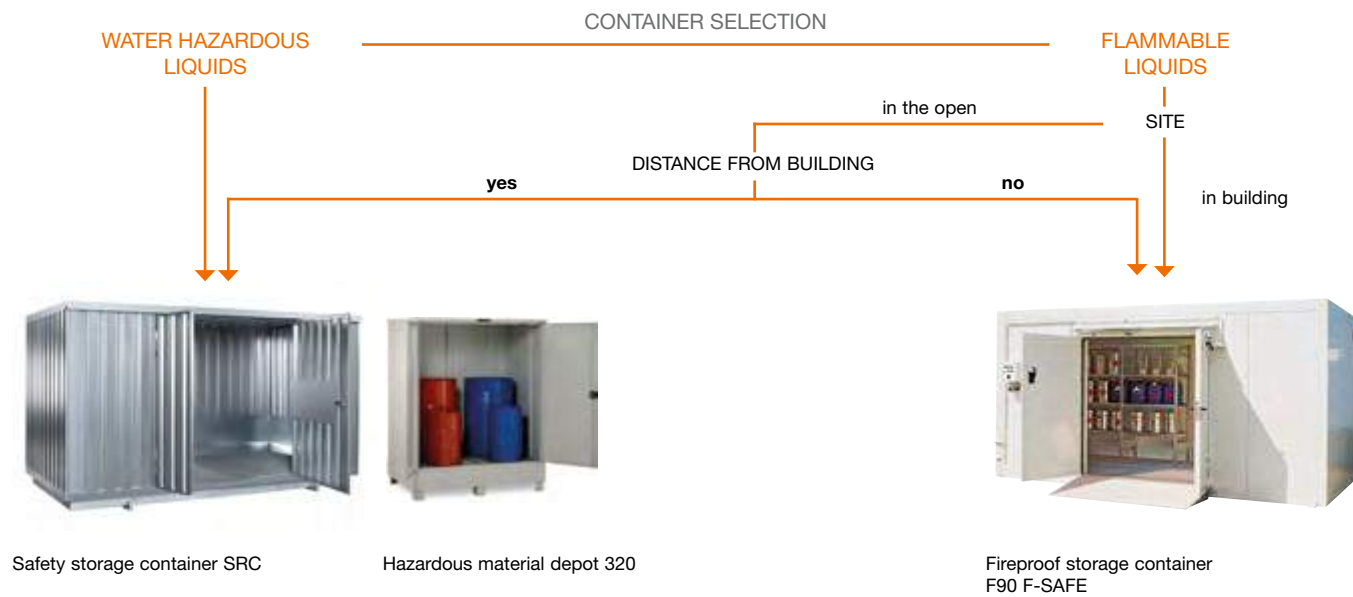 CONTAINER SELECTION
WATER HAZARDOUS
LIQUIDS
FLAMMABLE
LIQUIDS
in the open
SITE
DISTANCE FROM BUILDING
yes
no
in building
Safety storage container SRC
Hazardous material depot 320
Fireproof storage container
F90 F-SAFE